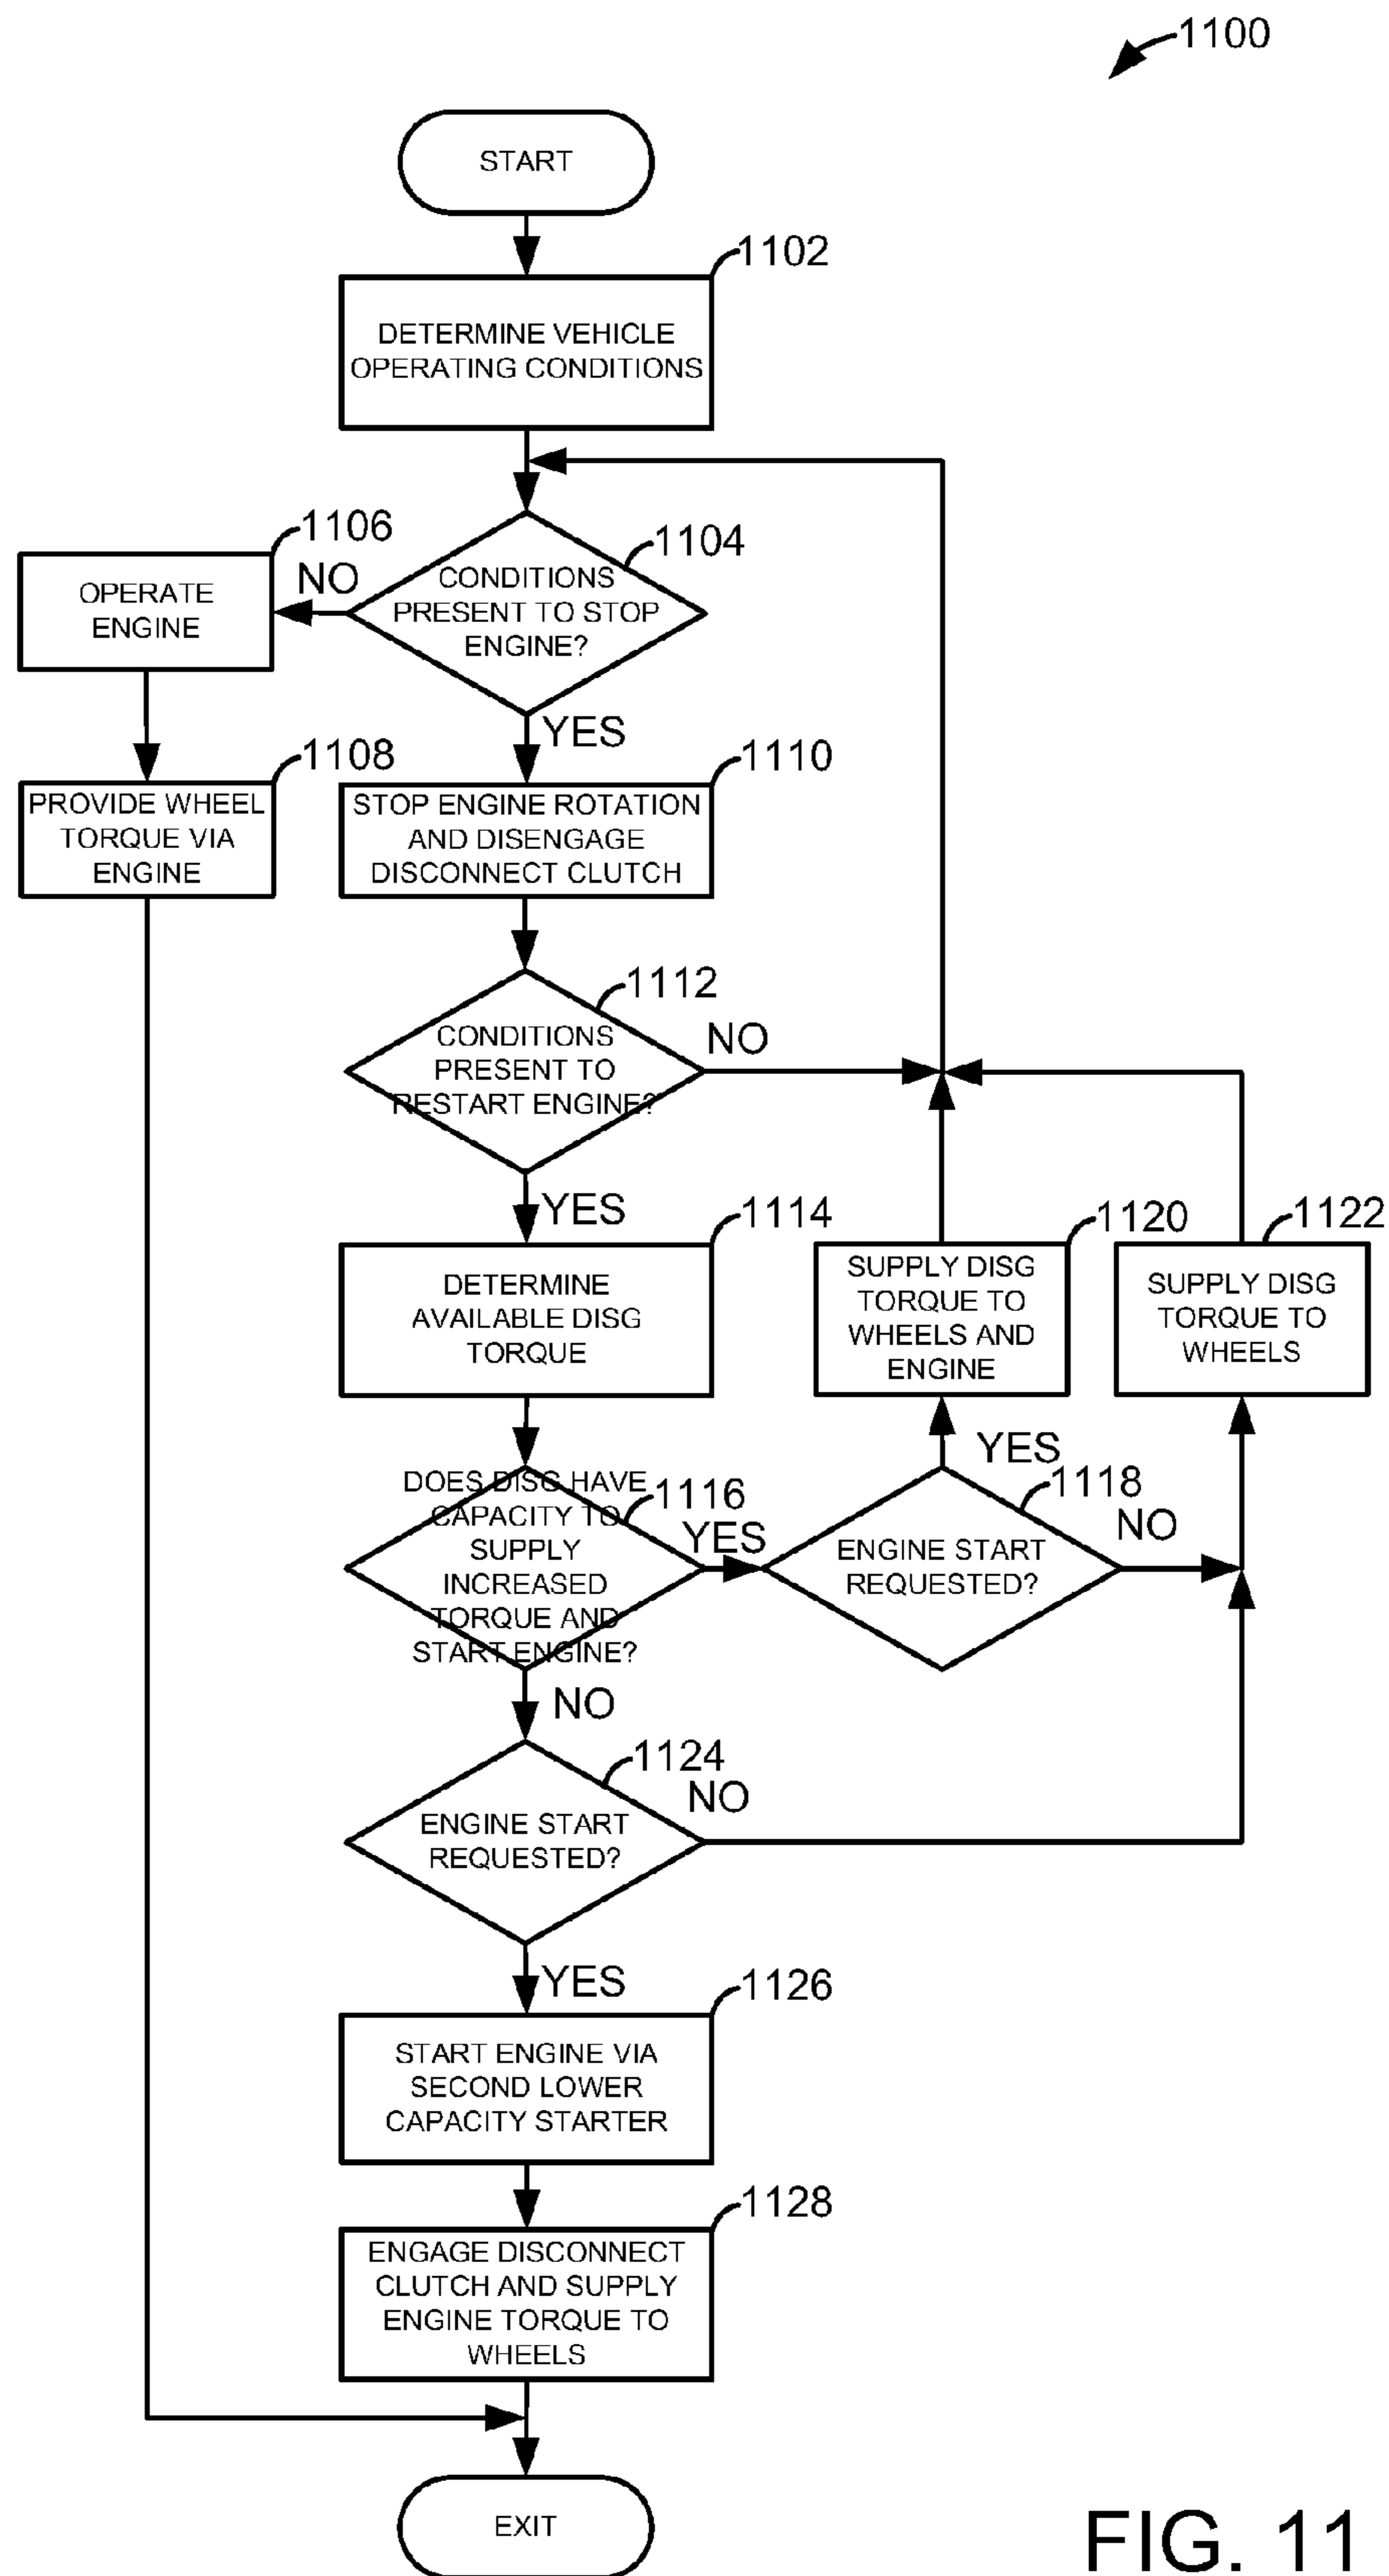 1100
START
1102
DETERMINE VEHICLE
OPERATING CONDITIONS
1104
CONDITIONS
PRESENT TO STOP
ENGINE?
NO
1106
OPERATE
ENGINE
1108
PROVIDE WHEEL
TORQUE VIA
ENGINE
YES
1110
STOP ENGINE ROTATION
AND DISENGAGE
DISCONNECT CLUTCH
1112
CONDITIONS
PRESENT TO
RESTART ENGINE?
NO
YES
1114
DETERMINE
AVAILABLE DISG
TORQUE
1116
DOES DISG HAVE
CAPACITY TO
SUPPLY
INCREASED
TORQUE AND
START ENGINE?
YES
1118
ENGINE START
REQUESTED?
YES
1120
SUPPLY DISG
TORQUE TO
WHEELS AND
ENGINE
NO
1122
SUPPLY DISG
TORQUE TO
WHEELS
NO
1124
ENGINE START
REQUESTED?
NO
YES
1126
START ENGINE VIA
SECOND LOWER
CAPACITY STARTER
1128
ENGAGE DISCONNECT
CLUTCH AND SUPPLY
ENGINE TORQUE TO
WHEELS
EXIT
FIG. 11